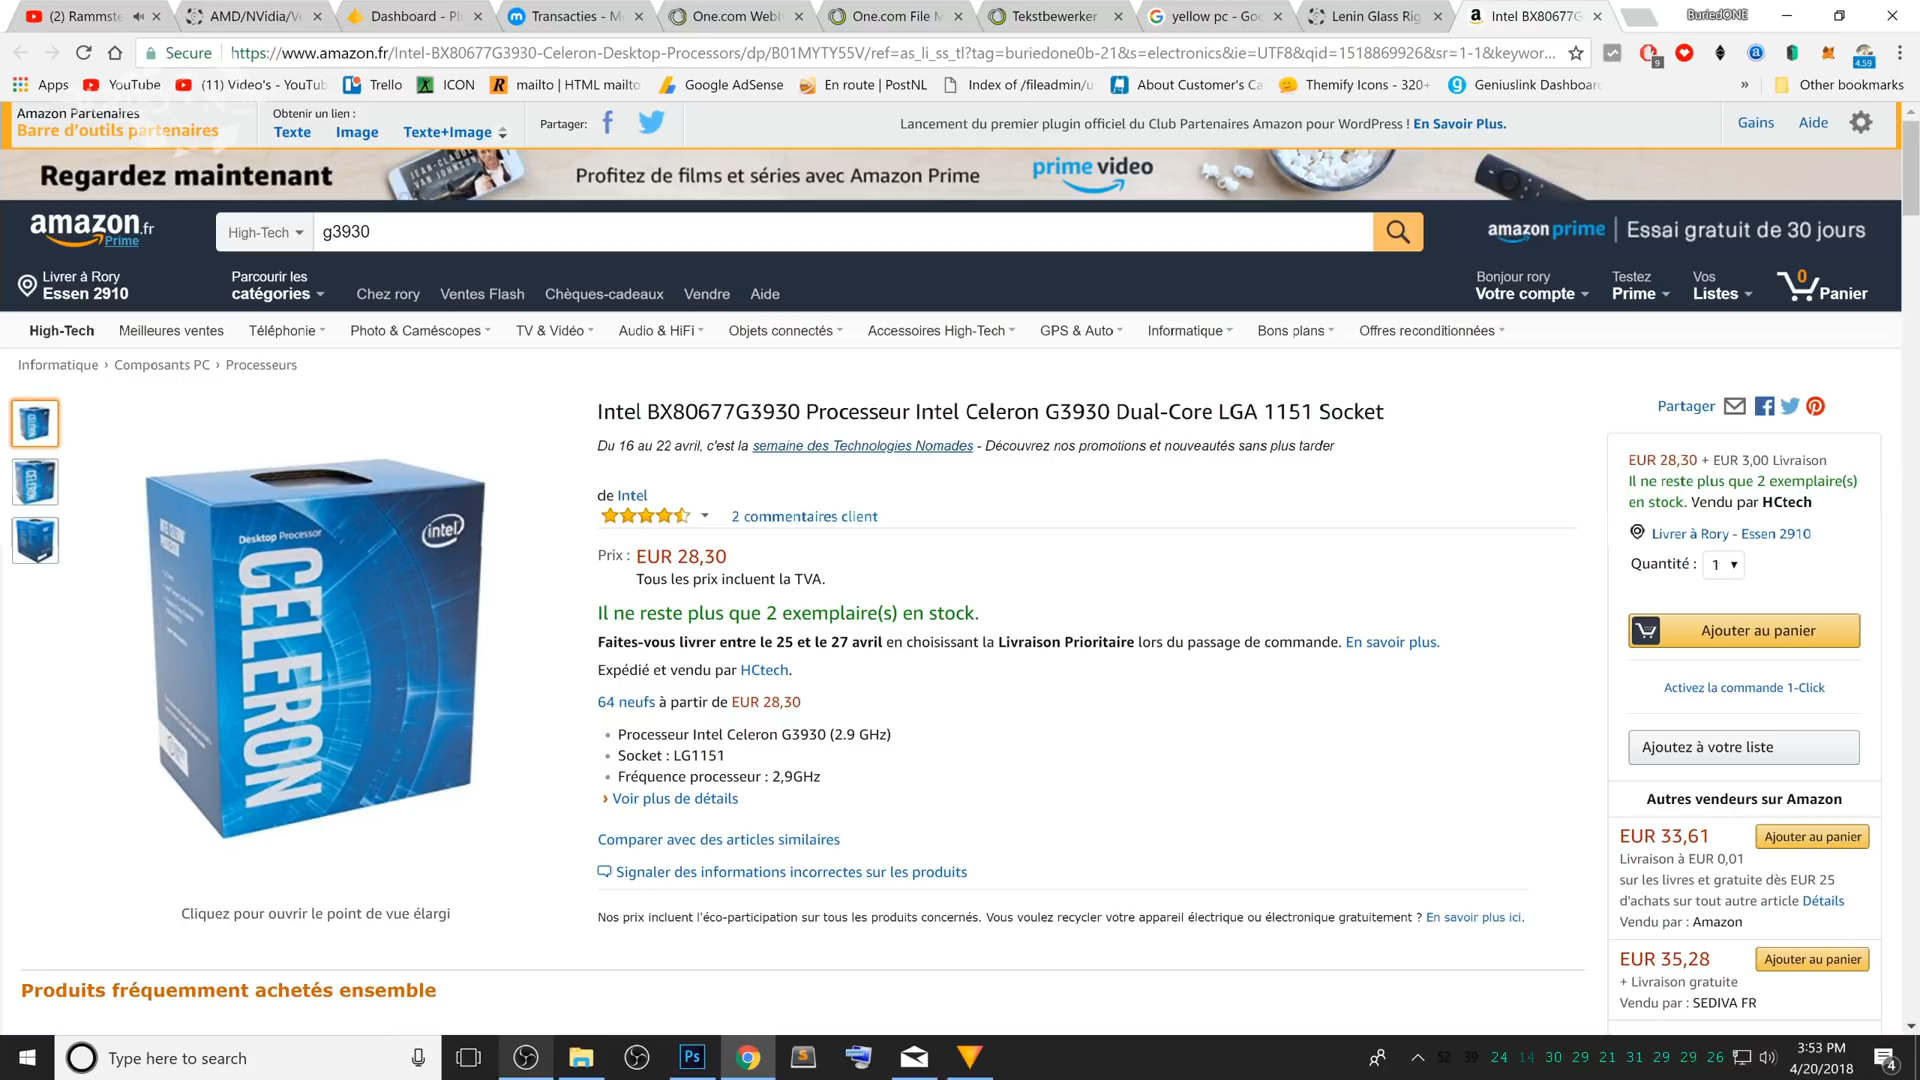 (2) Rammste
AMD/NVidia/V
Dashboard - Pl
Transacties - M
One.com Webl
One.com File M
Tekstbewerker
yellow pc - Goo
Lenin Glass Rig
Intel BX80677G
BuriedONE
Secure https://www.amazon.fr/Intel-BX80677G3930-Celeron-Desktop-Processors/dp/B01MYTY55V/ref=as_li_ss_tl?tag=buriedone0b-21&s=electronics&ie=UTF8&qid=1518869926&sr=1-1&keywor...
9
4.59
Apps YouTube (11) Video's - YouTub Trello ICON mailto | HTML mailto Google AdSense En route | PostNL Index of /fileadmin/u About Customer's Ca Themify Icons - 320+ Geniuslink Dashboar » Other bookmarks
Amazon Partenaires
Barre d'outils partenaires
Obtenir un lien :
Texte Image Texte+Image
Partager:
Lancement du premier plugin officiel du Club Partenaires Amazon pour WordPress ! En Savoir Plus.
Gains Aide
Regardez maintenant
JEAN-CLAUDE VAN JOHNSON
Profitez de films et séries avec Amazon Prime
prime video
amazon.fr
Prime
High-Tech g3930
amazon prime | Essai gratuit de 30 jours
Livrer à Rory
Essen 2910
Parcourir les
catégories
Chez rory Ventes Flash Chèques-cadeaux Vendre Aide
Bonjour rory
Votre compte
Testez
Prime
Vos
Listes
0
Panier
High-Tech Meilleures ventes Téléphonie Photo & Caméscopes TV & Vidéo Audio & HiFi Objets connectés Accessoires High-Tech GPS & Auto Informatique Bons plans Offres reconditionnées
Informatique › Composants PC › Processeurs
intel
Desktop Processor
CELERON
Cliquez pour ouvrir le point de vue élargi
Intel BX80677G3930 Processeur Intel Celeron G3930 Dual-Core LGA 1151 Socket
Du 16 au 22 avril, c'est la semaine des Technologies Nomades - Découvrez nos promotions et nouveautés sans plus tarder
de Intel
2 commentaires client
Prix : EUR 28,30
Tous les prix incluent la TVA.
Il ne reste plus que 2 exemplaire(s) en stock.
Faites-vous livrer entre le 25 et le 27 avril en choisissant la Livraison Prioritaire lors du passage de commande. En savoir plus.
Expédié et vendu par HCtech.
64 neufs à partir de EUR 28,30
• Processeur Intel Celeron G3930 (2.9 GHz)
• Socket : LG1151
• Fréquence processeur : 2,9GHz
› Voir plus de détails
Comparer avec des articles similaires
Signaler des informations incorrectes sur les produits
Nos prix incluent l'éco-participation sur tous les produits concernés. Vous voulez recycler votre appareil électrique ou électronique gratuitement ? En savoir plus ici.
Partager
EUR 28,30 + EUR 3,00 Livraison
Il ne reste plus que 2 exemplaire(s)
en stock. Vendu par HCtech
Livrer à Rory - Essen 2910
Quantité : 1
Ajouter au panier
Activez la commande 1-Click
Ajoutez à votre liste
Autres vendeurs sur Amazon
EUR 33,61 Ajouter au panier
Livraison à EUR 0,01
sur les livres et gratuite dès EUR 25
d'achats sur tout autre article Détails
Vendu par : Amazon
EUR 35,28 Ajouter au panier
+ Livraison gratuite
Vendu par : SEDIVA FR
Produits fréquemment achetés ensemble
Type here to search
Ps
S
52 39 24 14 30 29 21 31 29 29 26
3:53 PM
4/20/2018
4